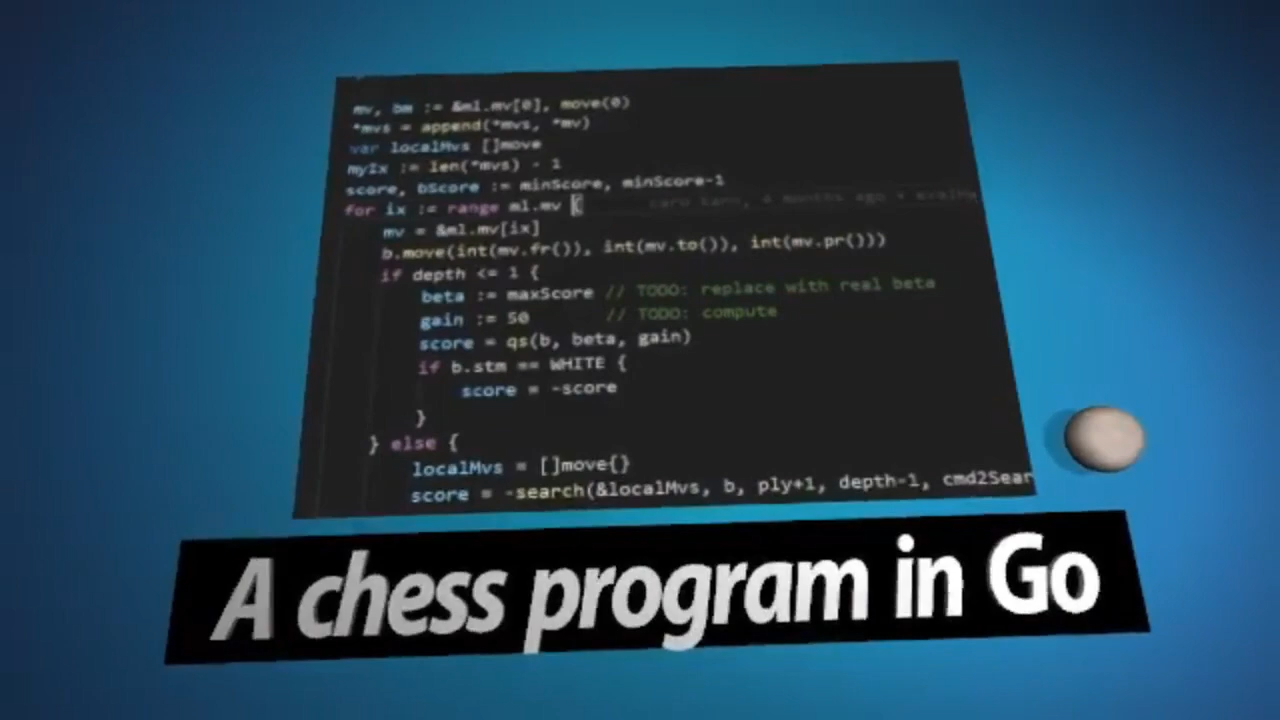 mv, bm := &ml.mv[0], move(0)
*mvs = append(*mvs, *mv)
var localMvs []move
myIx := len(*mvs) - 1
score, bScore := minScore, minScore-1
for ix := range ml.mv {
mv = &ml.mv[ix]
b.move(int(mv.fr()), int(mv.to()), int(mv.pr()))
if depth <= 1 {
beta := maxScore // TODO: replace with real beta
gain := 50 // TODO: compute
score = qs(b, beta, gain)
if b.stm == WHITE {
score = -score
}
} else {
localMvs = []move{}
score = -search(&localMvs, b, ply+1, depth-1, cmd2Sear
A chess program in Go